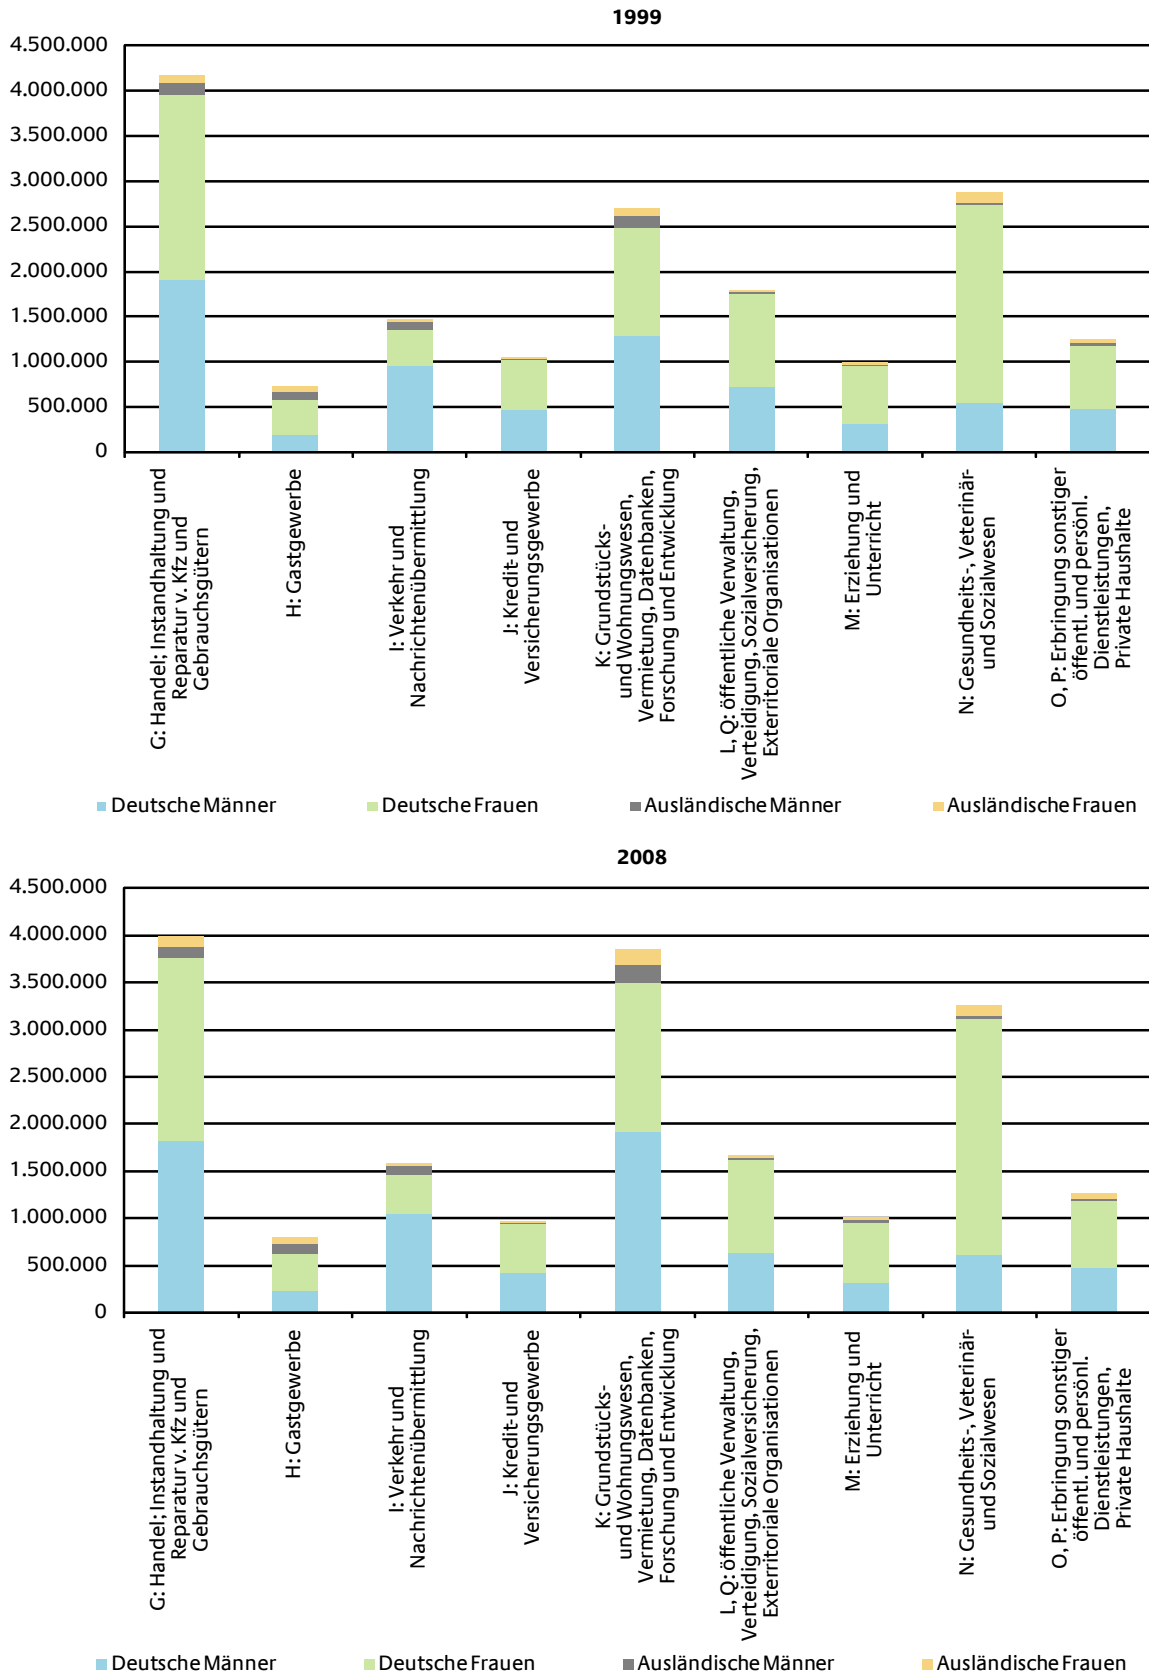 1999
4.500.000
4.000.000
3.500.000
3.000.000
2.500.000
2.000.000
1.500.000
1.000.000
500.000
0
G: Handel; Instandhaltung und
Reparatur v. Kfz und
Gebrauchsgütern
H: Gastgewerbe
I: Verkehr und
Nachrichtenübermittlung
J: Kredit- und
Versicherungsgewerbe
K: Grundstücks-
und Wohnungswesen,
Vermietung, Datenbanken,
Forschung und Entwicklung
L, Q: öffentliche Verwaltung,
Verteidigung, Sozialversicherung,
Exterritoriale Organisationen
M: Erziehung und
Unterricht
N: Gesundheits-, Veterinär-
und Sozialwesen
O, P: Erbringung sonstiger
öffentl. und persönl.
Dienstleistungen,
Private Haushalte
Deutsche Männer
Deutsche Frauen
Ausländische Männer
Ausländische Frauen
2008
4.500.000
4.000.000
3.500.000
3.000.000
2.500.000
2.000.000
1.500.000
1.000.000
500.000
0
G: Handel; Instandhaltung und
Reparatur v. Kfz und
Gebrauchsgütern
H: Gastgewerbe
I: Verkehr und
Nachrichtenübermittlung
J: Kredit- und
Versicherungsgewerbe
K: Grundstücks-
und Wohnungswesen,
Vermietung, Datenbanken,
Forschung und Entwicklung
L, Q: öffentliche Verwaltung,
Verteidigung, Sozialversicherung,
Exterritoriale Organisationen
M: Erziehung und
Unterricht
N: Gesundheits-, Veterinär-
und Sozialwesen
O, P: Erbringung sonstiger
öffentl. und persönl.
Dienstleistungen,
Private Haushalte
Deutsche Männer
Deutsche Frauen
Ausländische Männer
Ausländische Frauen